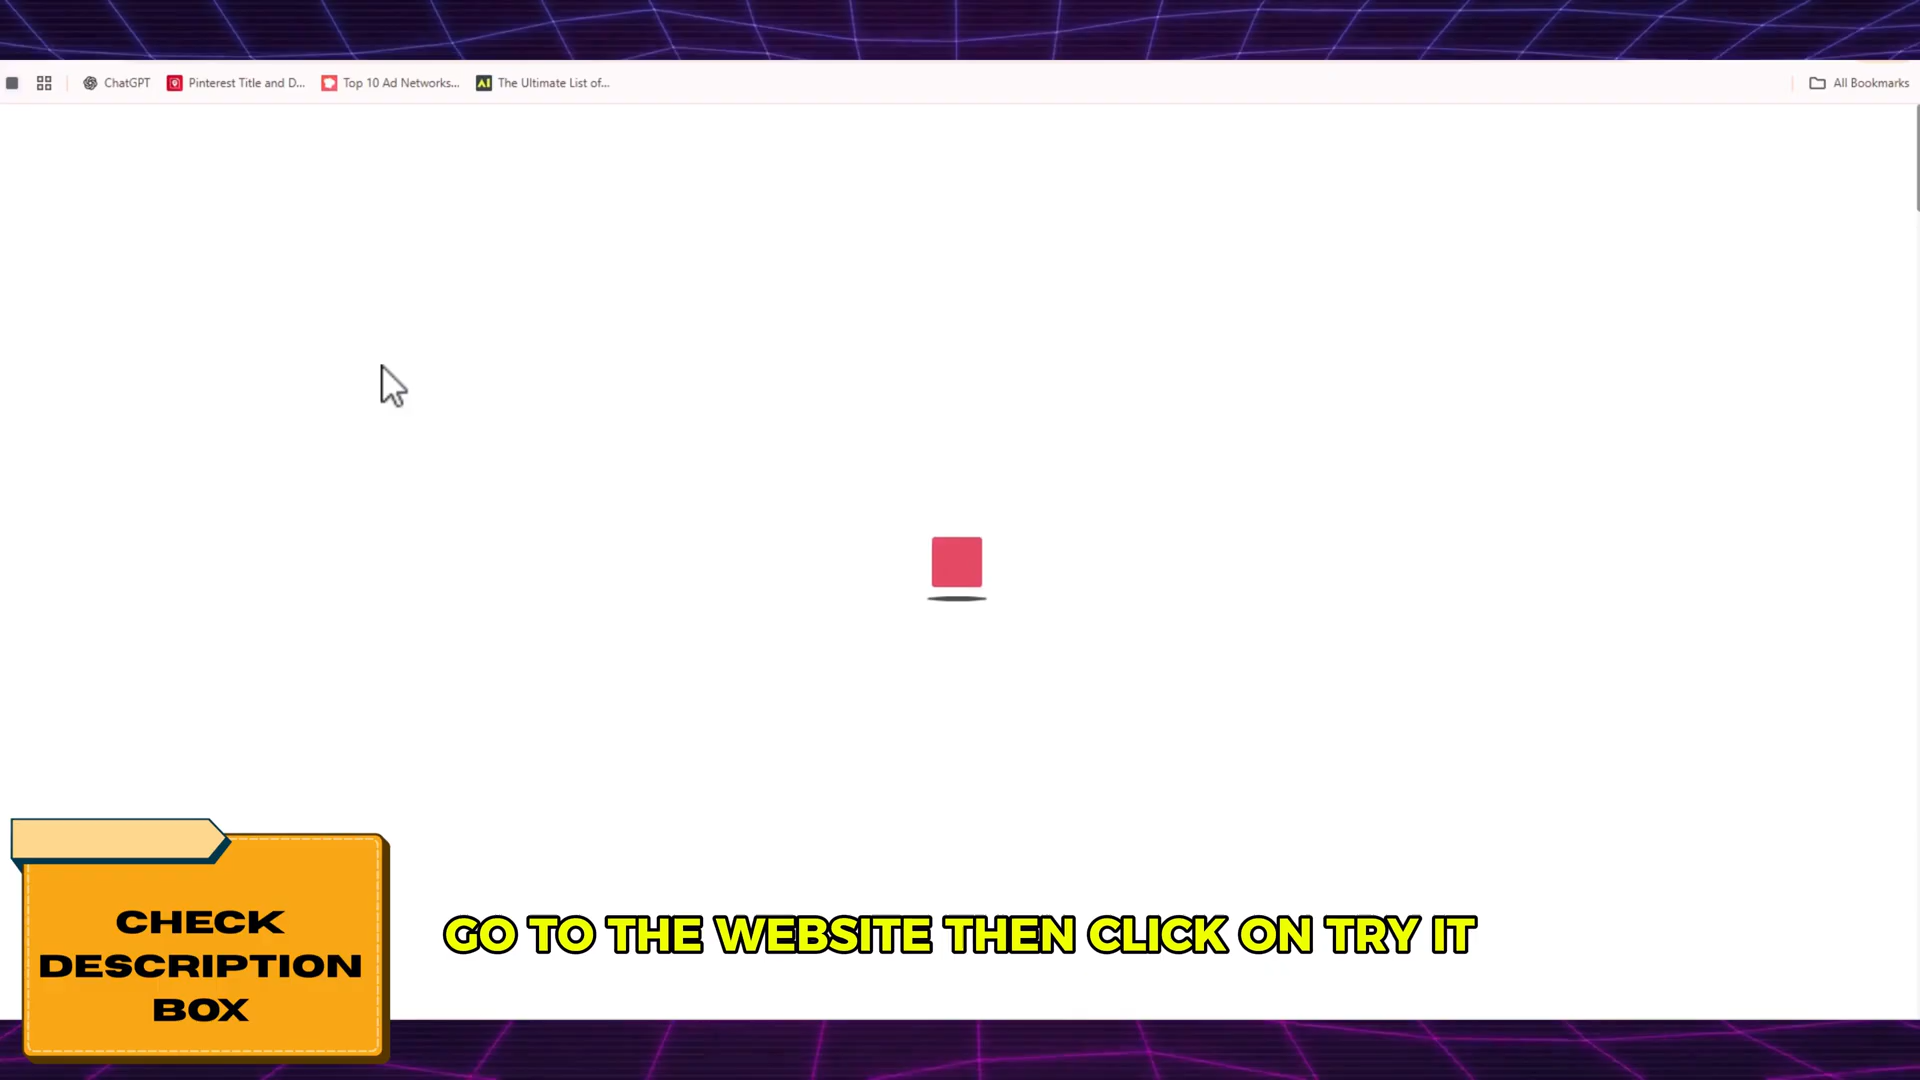 ChatGPT Pinterest Title and D... Top 10 Ad Networks... AI The Ultimate List of... All Bookmarks
CHECK
DESCRIPTION
BOX
GO TO THE WEBSITE THEN CLICK ON TRY IT